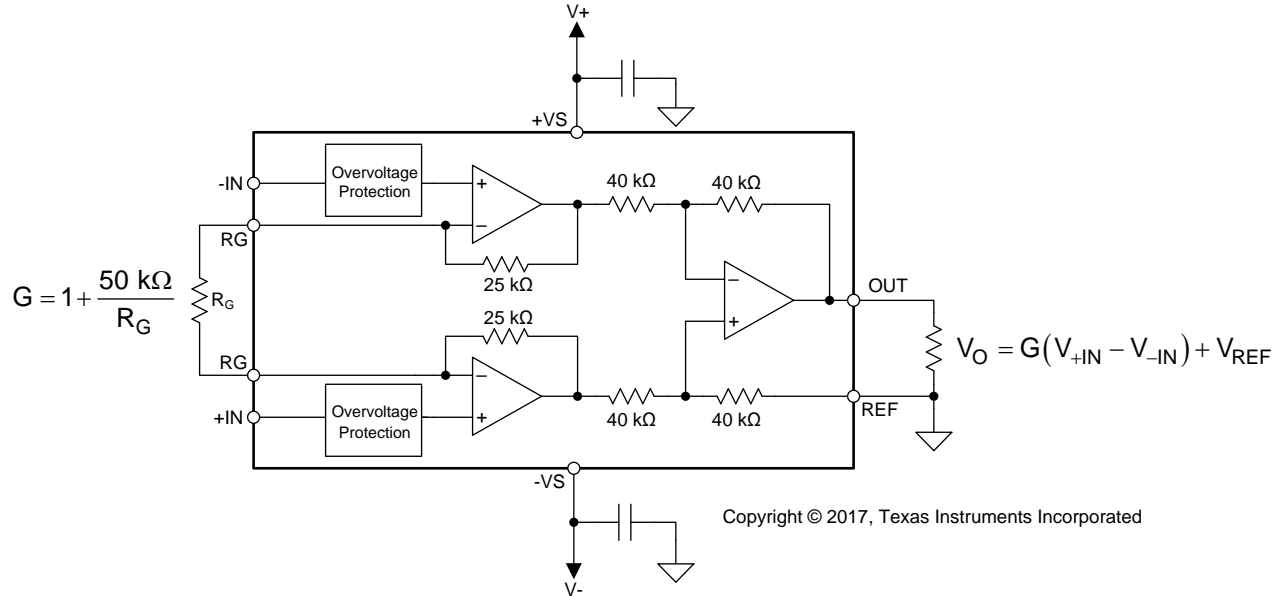 V+
+VS
-IN
Overvoltage
Protection
+
−
RG
25 kΩ
40 kΩ
40 kΩ
G = 1 + 50 kΩ / R_G
R_G
−
+
OUT
V_O = G(V_+IN − V_−IN) + V_REF
25 kΩ
RG
−
+
+IN
Overvoltage
Protection
40 kΩ
40 kΩ
REF
-VS
Copyright © 2017, Texas Instruments Incorporated
V-